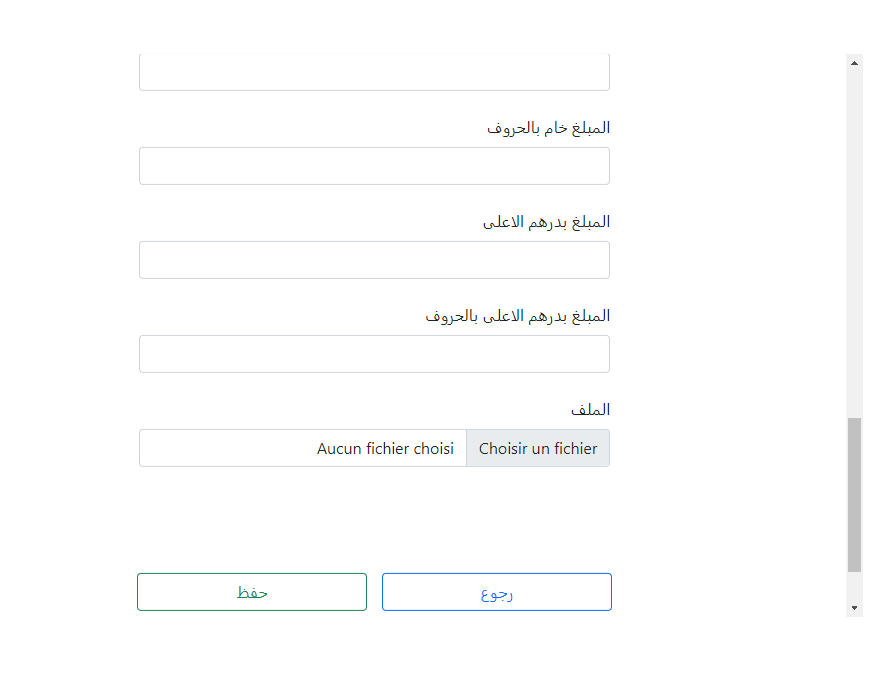 المبلغ خام بالحروف
المبلغ بدرهم الاعلى
المبلغ بدرهم الاعلى بالحروف
الملف
Choisir un fichier
Aucun fichier choisi
رجوع
حفظ